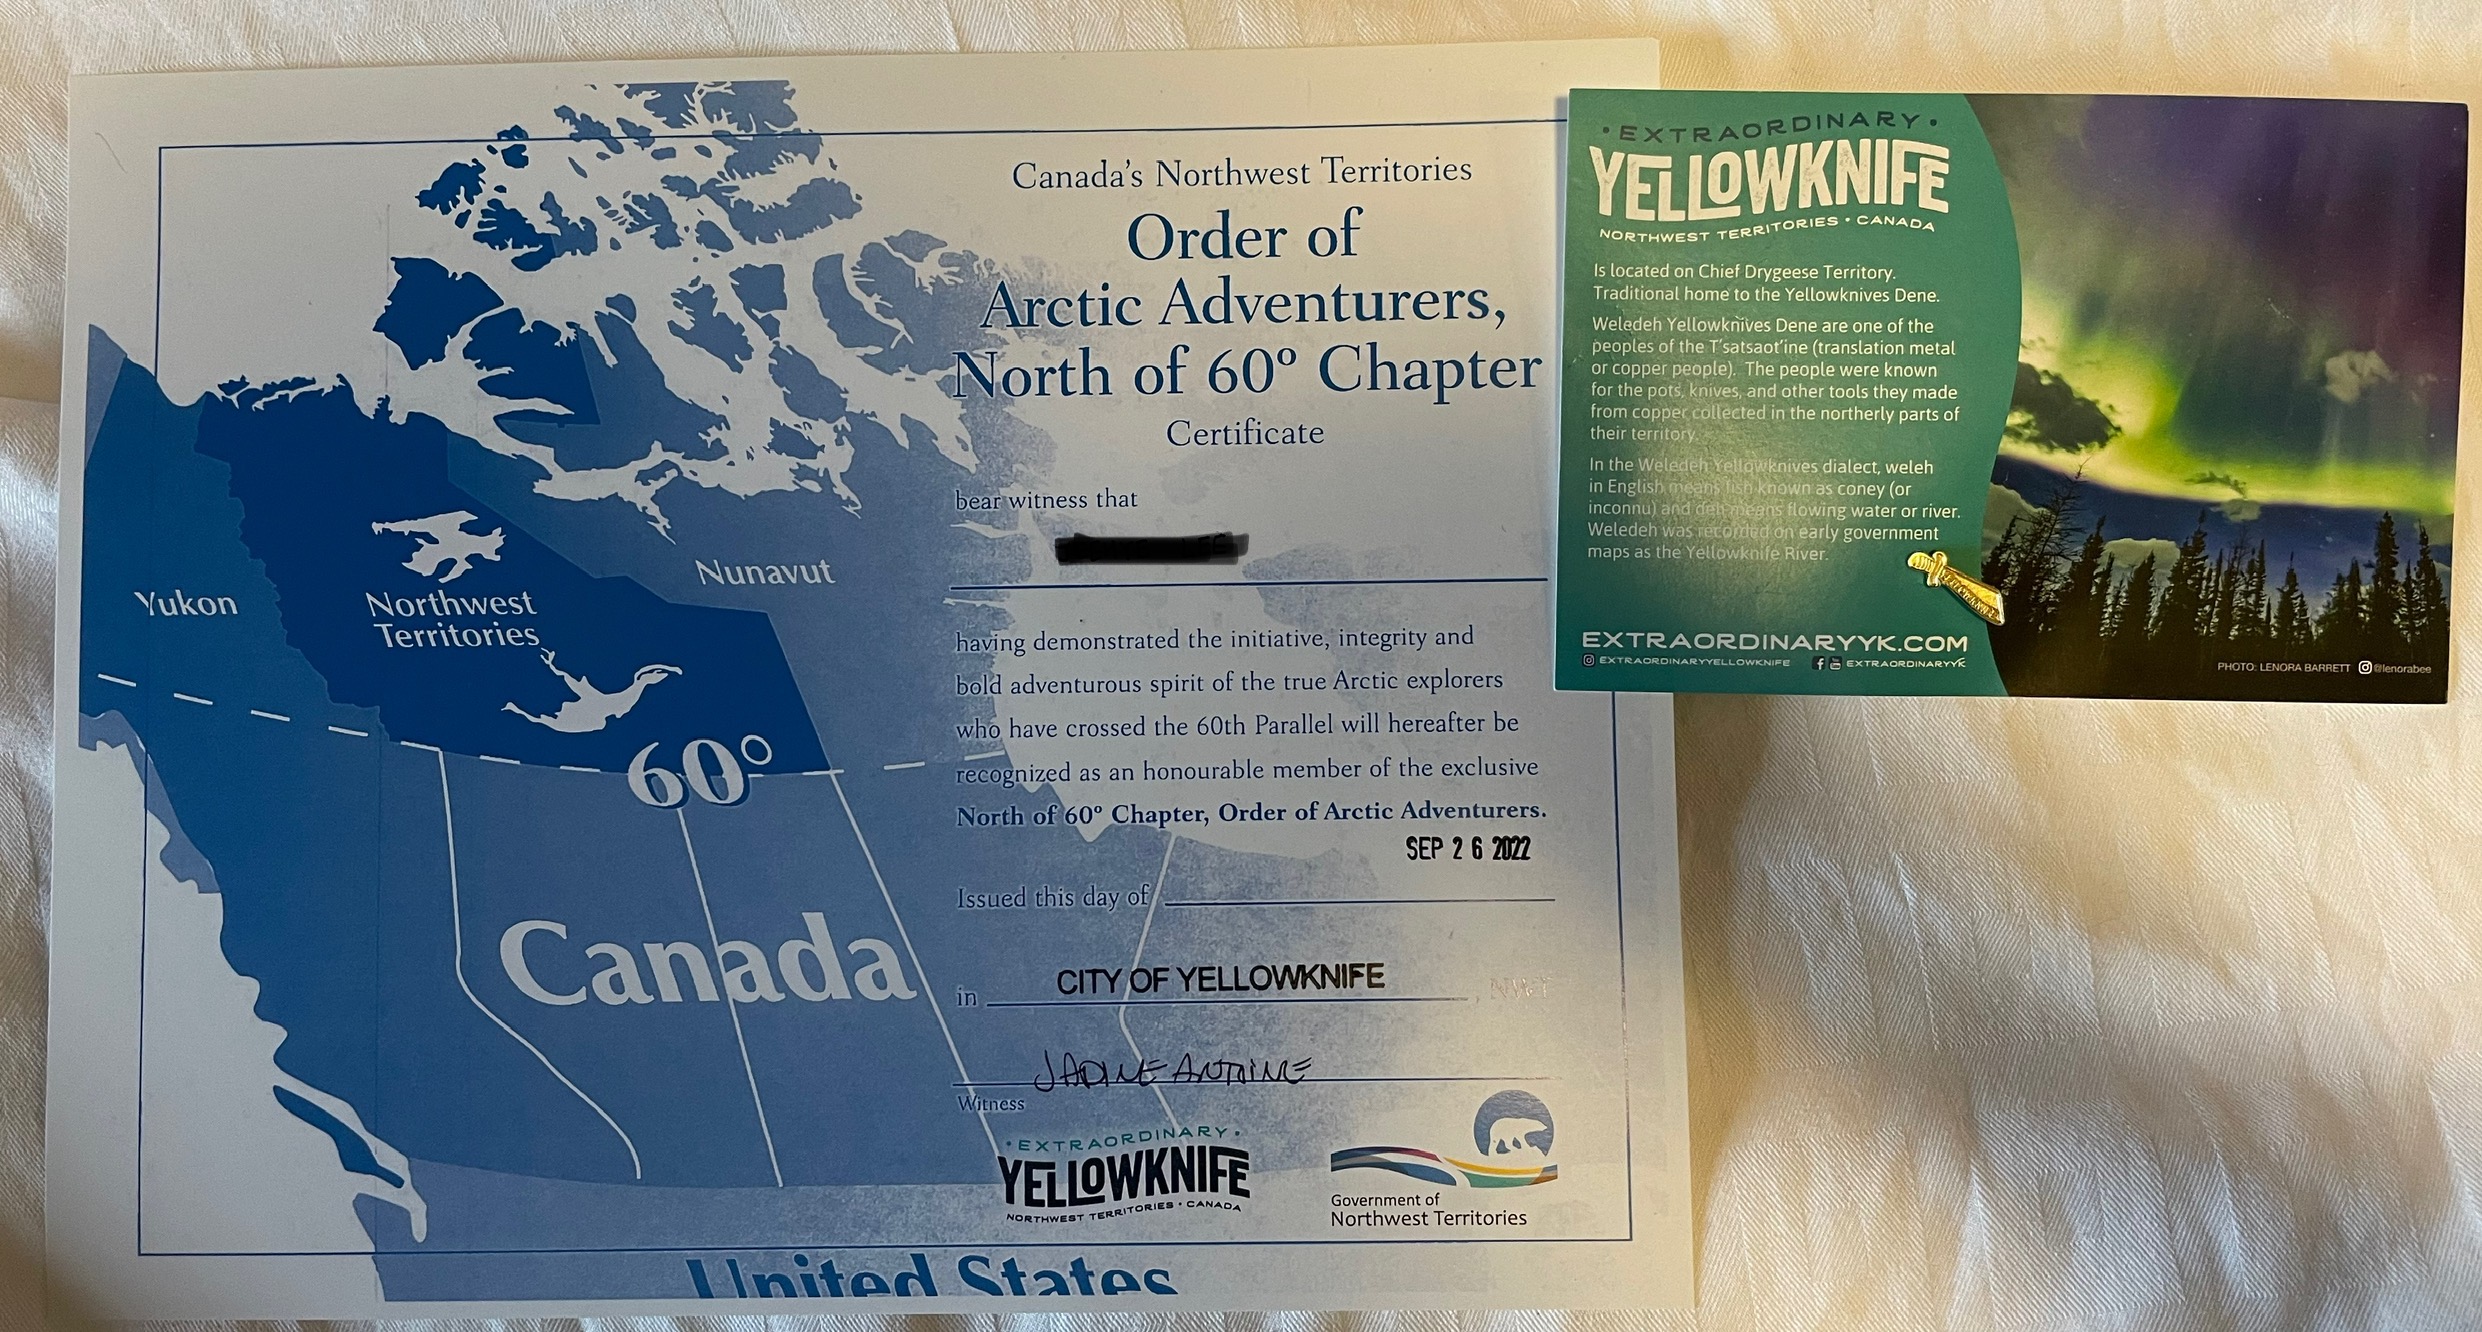 Canada's Northwest Territories
Order of
Arctic Adventurers,
North of 60º Chapter
Certificate
bear witness that
having demonstrated the initiative, integrity and
bold adventurous spirit of the true Arctic explorers
who have crossed the 60th Parallel will hereafter be
recognized as an honourable member of the exclusive
North of 60º Chapter, Order of Arctic Adventurers.
SEP 26 2022
Issued this day of
in CITY OF YELLOWKNIFE, NWT
JADINE ANTOINE
Witness
• EXTRAORDINARY •
YELLOWKNIFE
NORTHWEST TERRITORIES • CANADA
Government of
Northwest Territories
Yukon
Northwest
Territories
Nunavut
60°
Canada
United States
• EXTRAORDINARY •
YELLOWKNIFE
NORTHWEST TERRITORIES • CANADA
Is located on Chief Drygeese Territory.
Traditional home to the Yellowknives Dene.
Weledeh Yellowknives Dene are one of the
peoples of the T'satsaot'ine (translation metal
or copper people). The people were known
for the pots, knives, and other tools they made
from copper collected in the northerly parts of
their territory.
In the Weledeh Yellowknives dialect, weleh
in English means fish known as coney (or
inconnu) and deh means flowing water or river.
Weledeh was recorded on early government
maps as the Yellowknife River.
EXTRAORDINARYYK.COM
EXTRAORDINARYYELLOWKNIFE EXTRAORDINARYYK
PHOTO: LENORA BARRETT @lenorabee